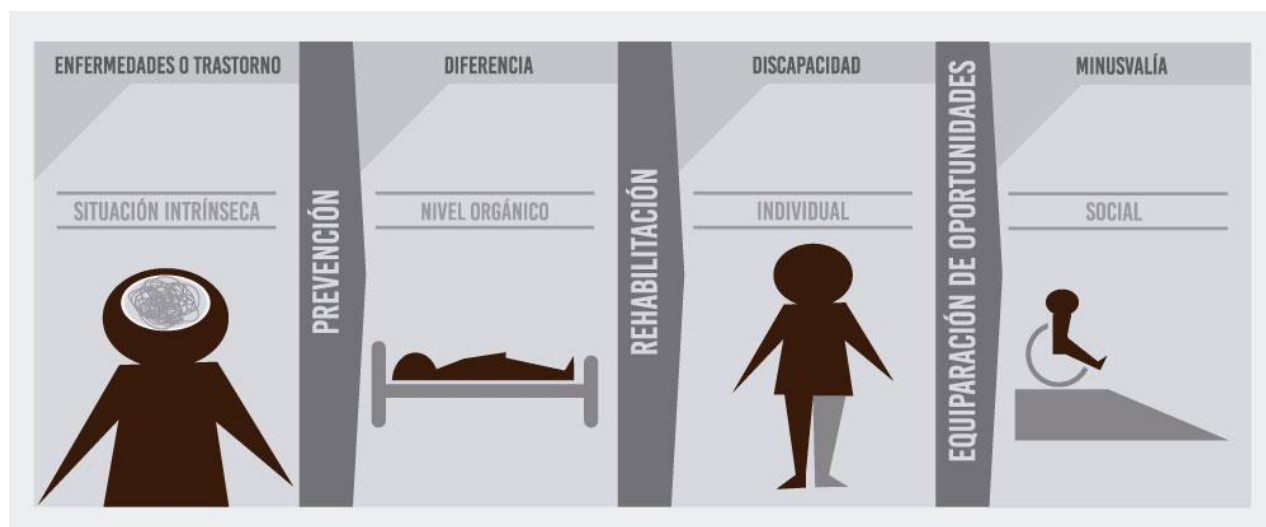 ENFERMEDADES O TRASTORNO
SITUACIÓN INTRÍNSECA
PREVENCIÓN
DIFERENCIA
NIVEL ORGÁNICO
REHABILITACIÓN
DISCAPACIDAD
INDIVIDUAL
EQUIPARACIÓN DE OPORTUNIDADES
MINUSVALÍA
SOCIAL